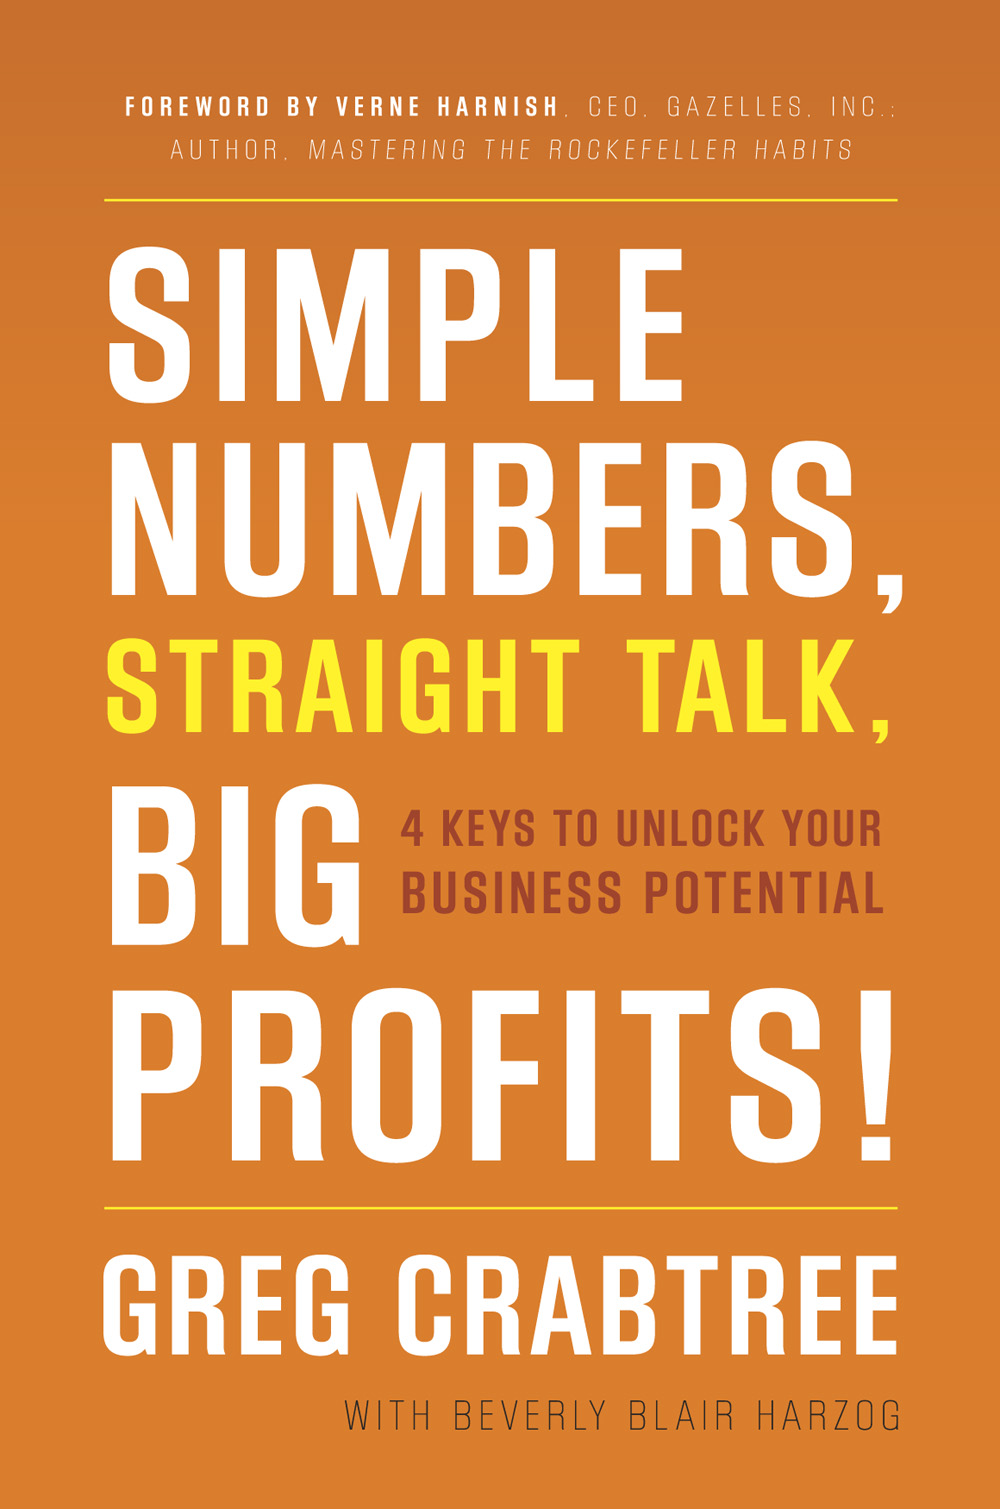 FOREWORD BY VERNE HARNISH, CEO, GAZELLES, INC.;
AUTHOR, MASTERING THE ROCKEFELLER HABITS
SIMPLE
NUMBERS,
STRAIGHT TALK,
BIG
4 KEYS TO UNLOCK YOUR
BUSINESS POTENTIAL
PROFITS!
GREG CRABTREE
WITH BEVERLY BLAIR HARZOG